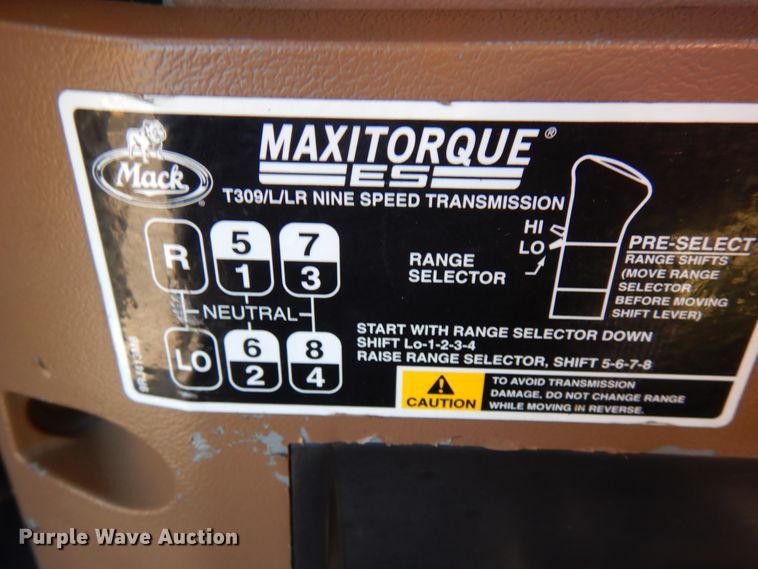 Mack
MAXITORQUE®
ES
T309/L/LR NINE SPEED TRANSMISSION
R 5 7
1 3
NEUTRAL
LO 6 8
2 4
HI
LO
RANGE
SELECTOR
PRE-SELECT
RANGE SHIFTS
(MOVE RANGE
SELECTOR
BEFORE MOVING
SHIFT LEVER)
START WITH RANGE SELECTOR DOWN
SHIFT Lo-1-2-3-4
RAISE RANGE SELECTOR, SHIFT 5-6-7-8
CAUTION
TO AVOID TRANSMISSION
DAMAGE, DO NOT CHANGE RANGE
WHILE MOVING IN REVERSE.
Purple Wave Auction